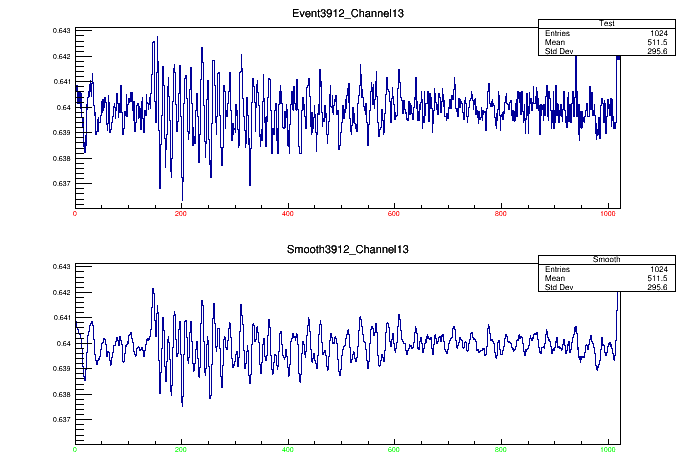 Event3912_Channel13
Test
Entries 1024
Mean 511.5
Std Dev 295.6
0.643
0.642
0.641
0.64
0.639
0.638
0.637
0 200 400 600 800 1000
Smooth3912_Channel13
Smooth
Entries 1024
Mean 511.5
Std Dev 295.6
0.643
0.642
0.641
0.64
0.639
0.638
0.637
0 200 400 600 800 1000